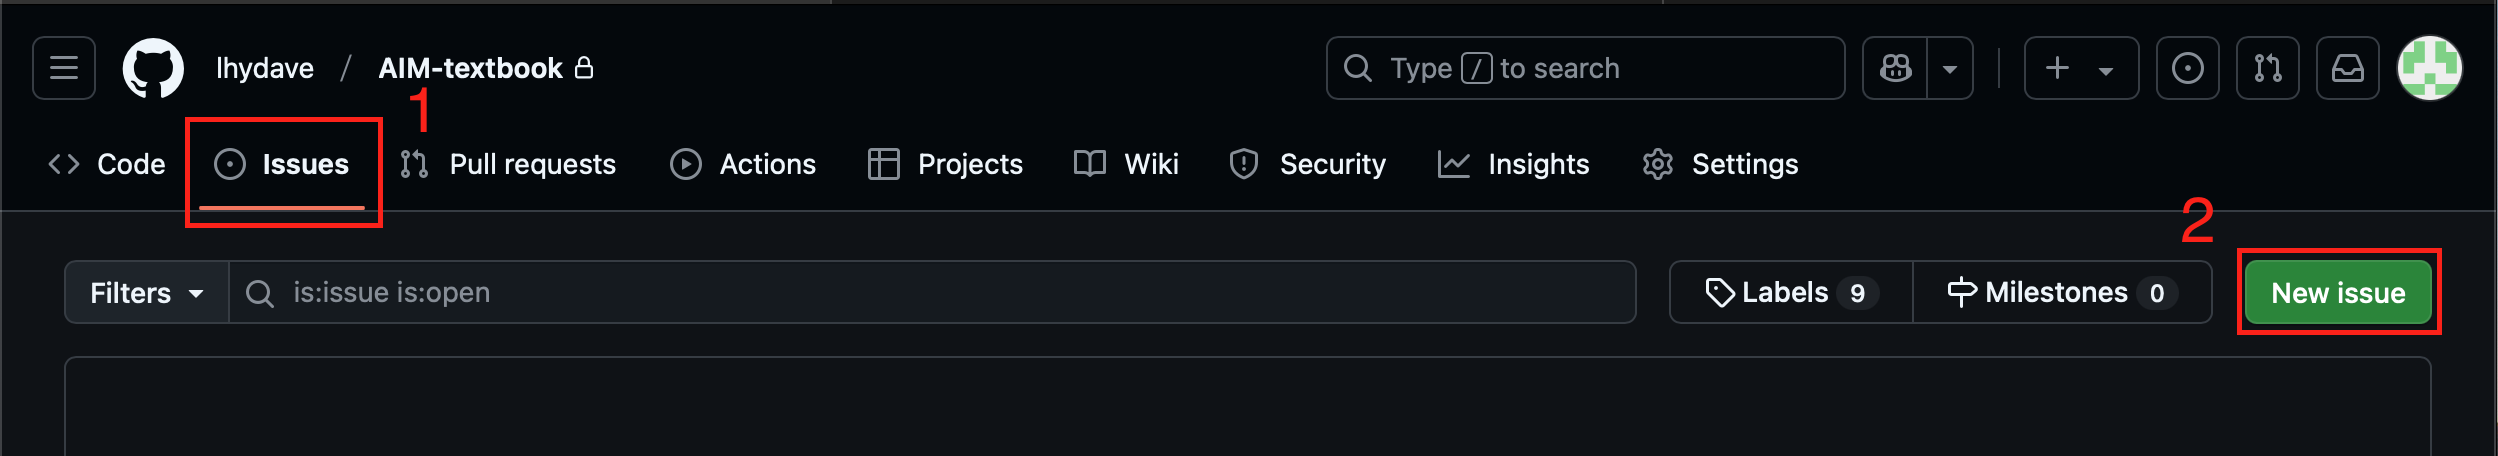 lhydave / AIM-textbook
Type / to search
1
Code
Issues
Pull requests
Actions
Projects
Wiki
Security
Insights
Settings
2
Filters
is:issue is:open
Labels 9
Milestones 0
New issue